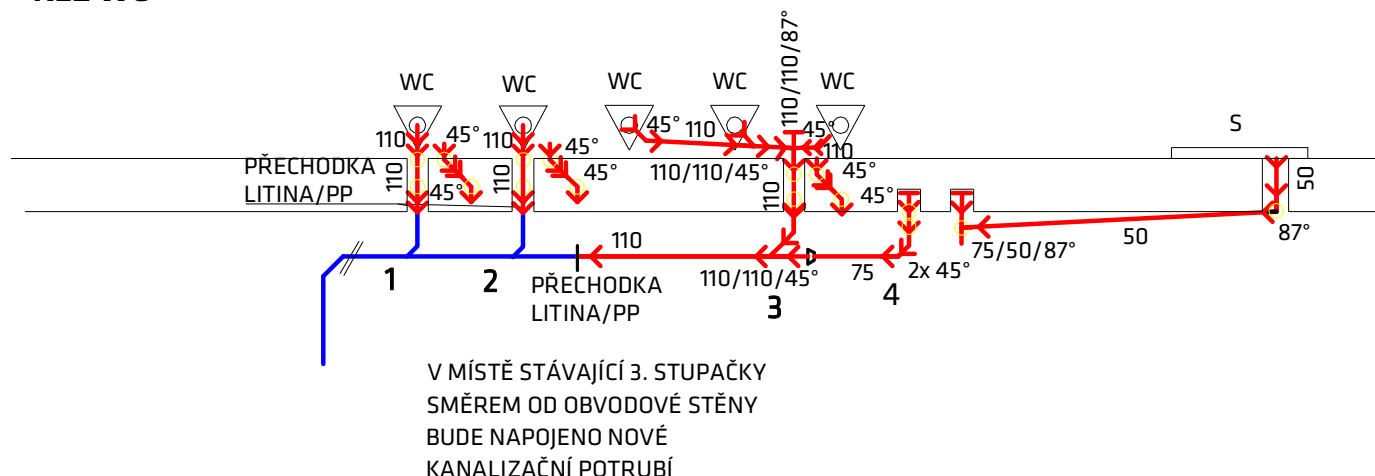 WC
WC
WC
WC
WC
S
110/110/87°
110
45°
110
45°
45°
110
45°
110
PŘECHODKA
LITINA/PP
110
45°
45°
110
45°
110/110/45°
45°
110
45°
50
110
87°
50
75/50/87°
110
110/110/45°
75
2x 45°
1
2
3
4
PŘECHODKA
LITINA/PP
V MÍSTĚ STÁVAJÍCÍ 3. STUPAČKY
SMĚREM OD OBVODOVÉ STĚNY
BUDE NAPOJENO NOVÉ
KANALIZAČNÍ POTRUBÍ